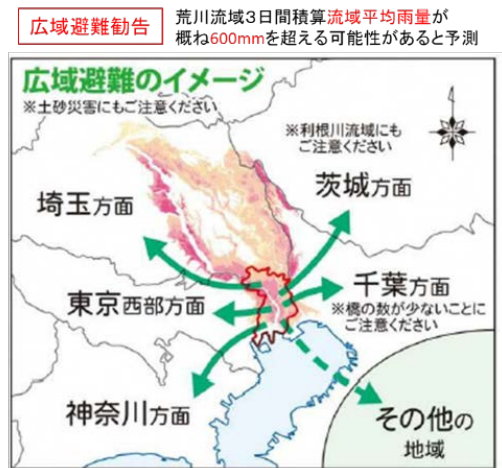 広域避難勧告
荒川流域3日間積算流域平均雨量が
概ね600mmを超える可能性があると予測
広域避難のイメージ
※土砂災害にもご注意ください
※利根川流域にも
ご注意ください
茨城方面
埼玉方面
千葉方面
※橋の数が少ないことに
ご注意ください
東京西部方面
神奈川方面
その他の
地域